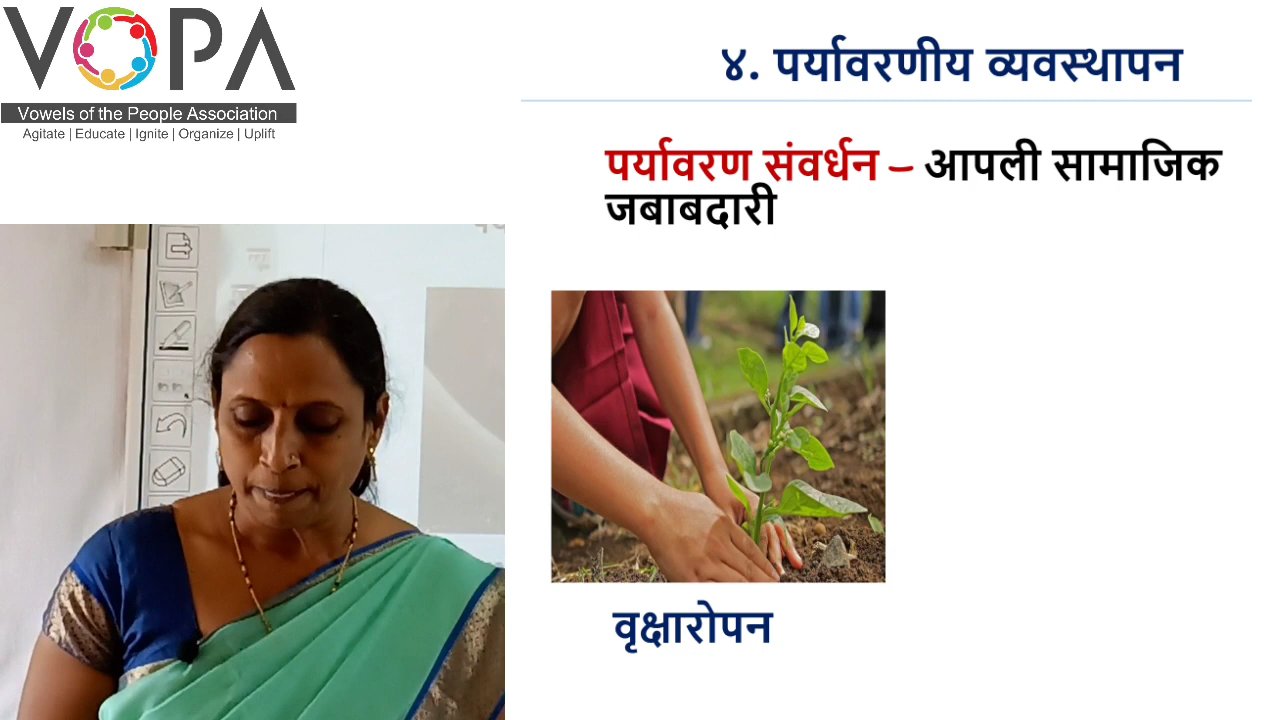 VOPA
Vowels of the People Association
Agitate | Educate | Ignite | Organize | Uplift
४. पर्यावरणीय व्यवस्थापन
पर्यावरण संवर्धन – आपली सामाजिक
जबाबदारी
वृक्षारोपन